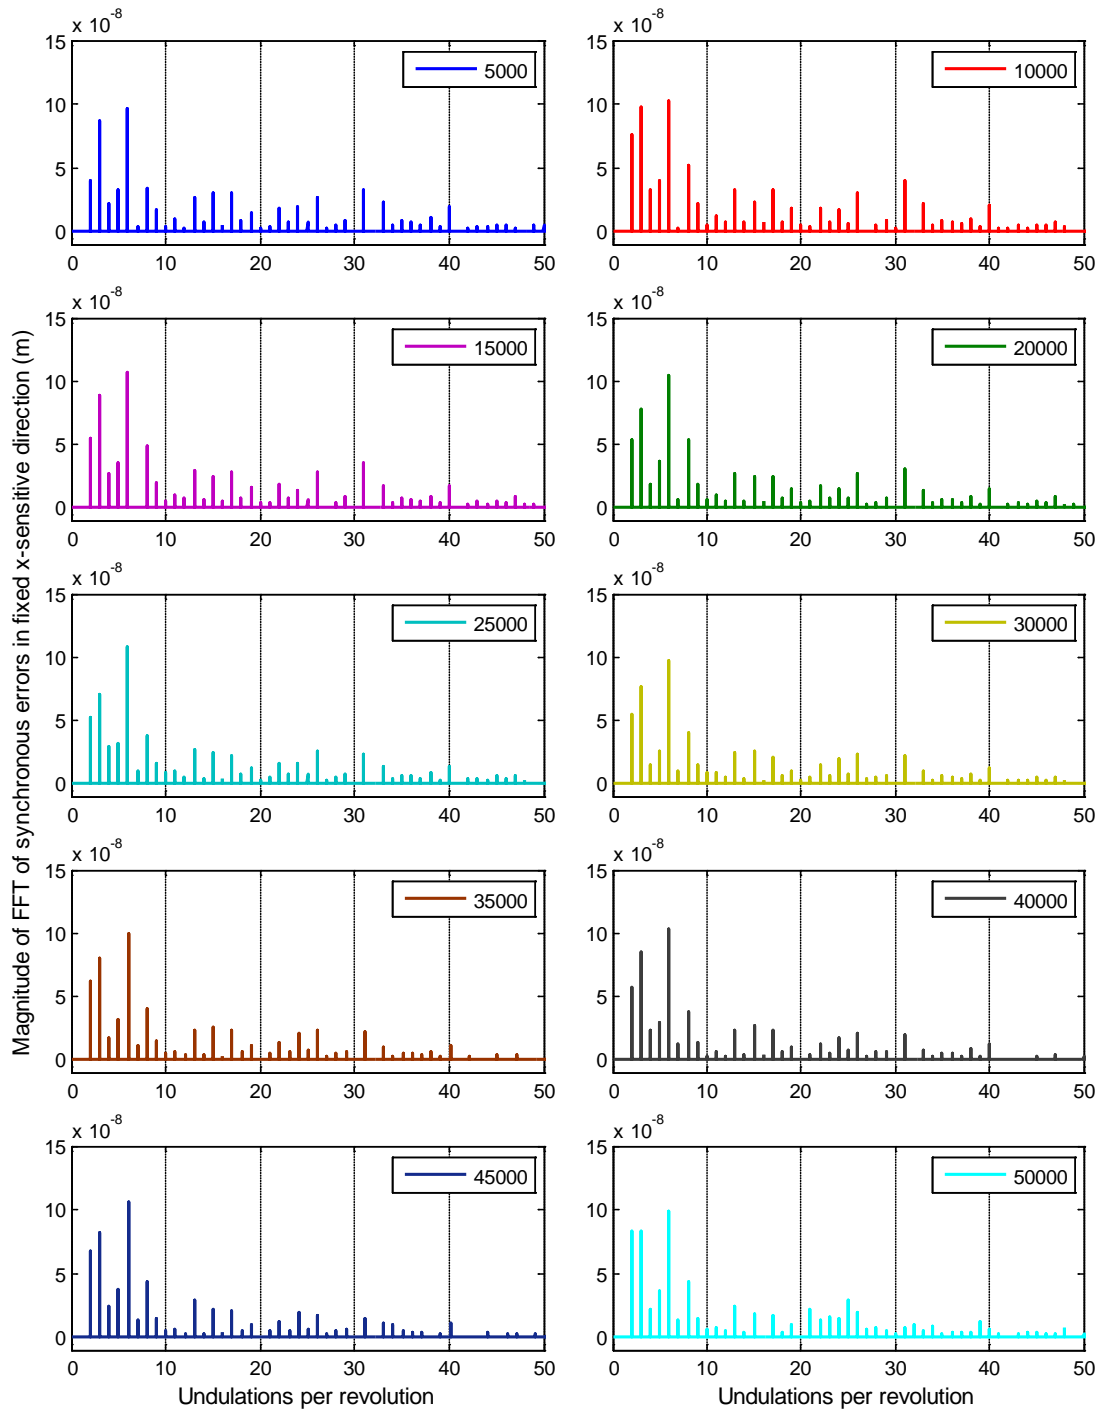 x 10-8 x 10-8
15 5000 15 10000
10 10
5 5
0 0
0 10 20 30 40 50 0 10 20 30 40 50
x 10-8 x 10-8
15 15000 15 20000
10 10
5 5
0 0
0 10 20 30 40 50 0 10 20 30 40 50
Magnitude of FFT of synchronous errors in fixed x-sensitive direction (m)
x 10-8 x 10-8
15 25000 15 30000
10 10
5 5
0 0
0 10 20 30 40 50 0 10 20 30 40 50
x 10-8 x 10-8
15 35000 15 40000
10 10
5 5
0 0
0 10 20 30 40 50 0 10 20 30 40 50
x 10-8 x 10-8
15 45000 15 50000
10 10
5 5
0 0
0 10 20 30 40 50 0 10 20 30 40 50
Undulations per revolution Undulations per revolution